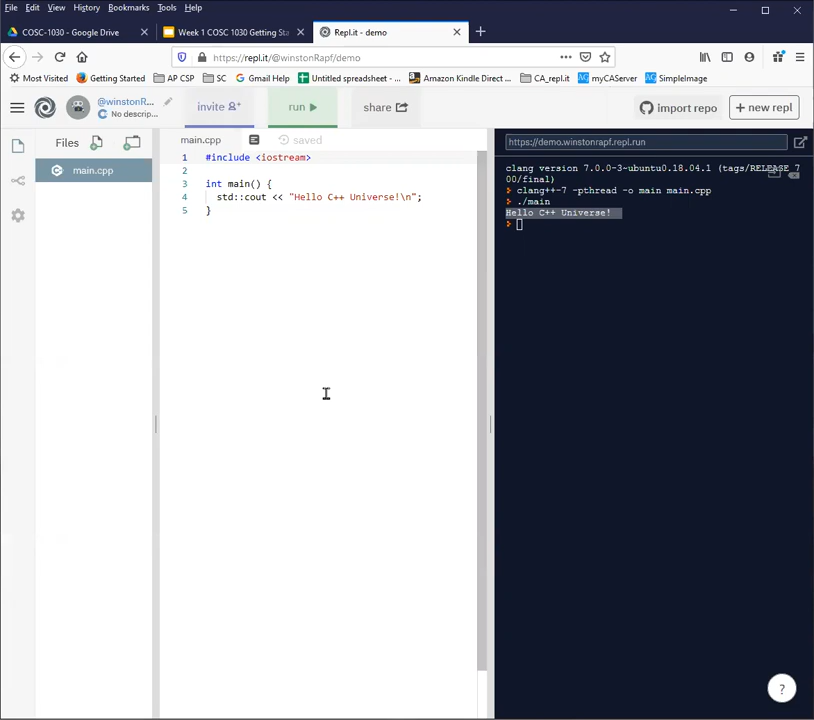 File Edit View History Bookmarks Tools Help
COSC-1030 - Google Drive
Week 1 COSC 1030 Getting Sta
Repl.it - demo
https://repl.it/@winstonRapf/demo
Most Visited
Getting Started
AP CSP
SC
Gmail Help
Untitled spreadsheet -...
Amazon Kindle Direct ...
CA_repl.it
myCAServer
SimpleImage
@winstonR...
No descrip...
invite
run
share
import repo
+ new repl
Files
main.cpp
main.cpp
saved
1 #include <iostream>
2
3 int main() {
4 std::cout << "Hello C++ Universe!\n";
5 }
https://demo.winstonrapf.repl.run
clang version 7.0.0-3~ubuntu0.18.04.1 (tags/RELEASE_7
00/final)
clang++-7 -pthread -o main main.cpp
./main
Hello C++ Universe!
?